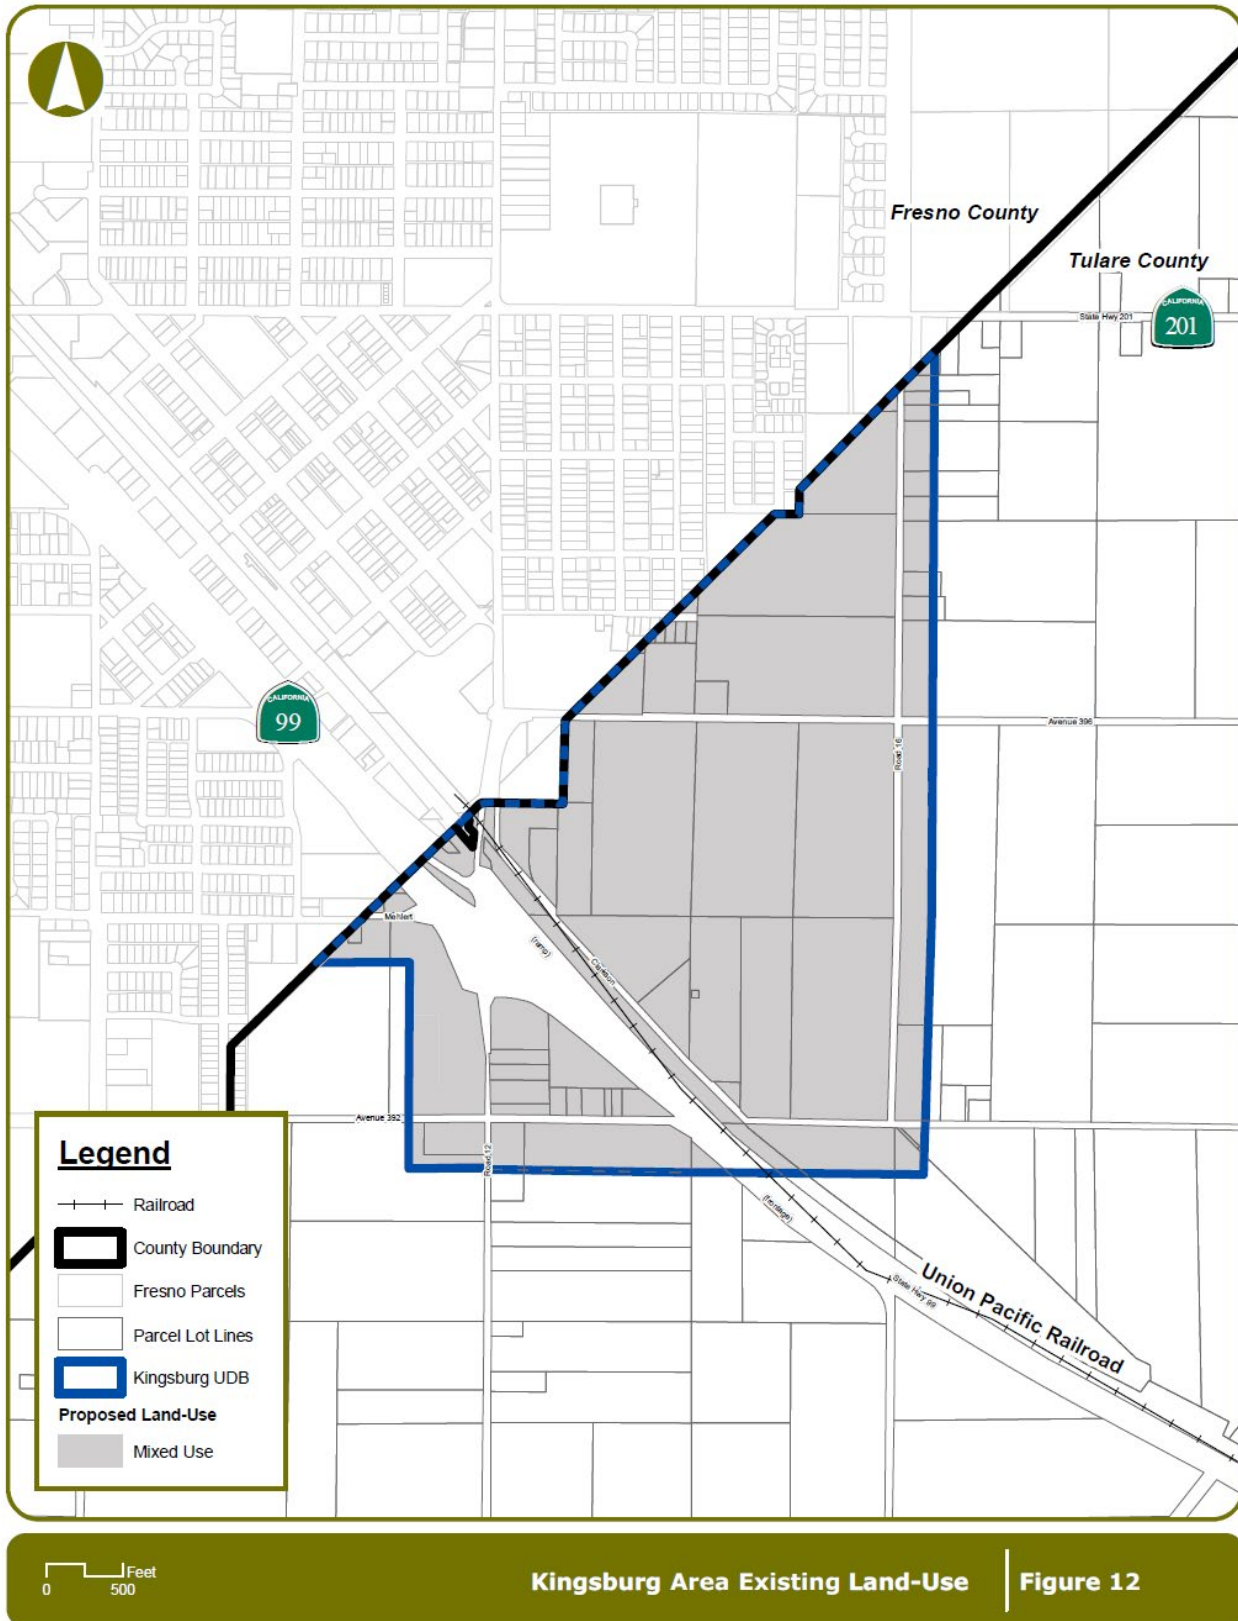 Fresno County
Tulare County
CALIFORNIA
201
State Hwy 201
CALIFORNIA
99
Avenue 396
Road 16
Mehlert
(ramp)
Clarkson
Avenue 392
Road 12
(frontage)
State Hwy 99
Union Pacific Railroad
Legend
Railroad
County Boundary
Fresno Parcels
Parcel Lot Lines
Kingsburg UDB
Proposed Land-Use
Mixed Use
Feet
0 500
Kingsburg Area Existing Land-Use Figure 12